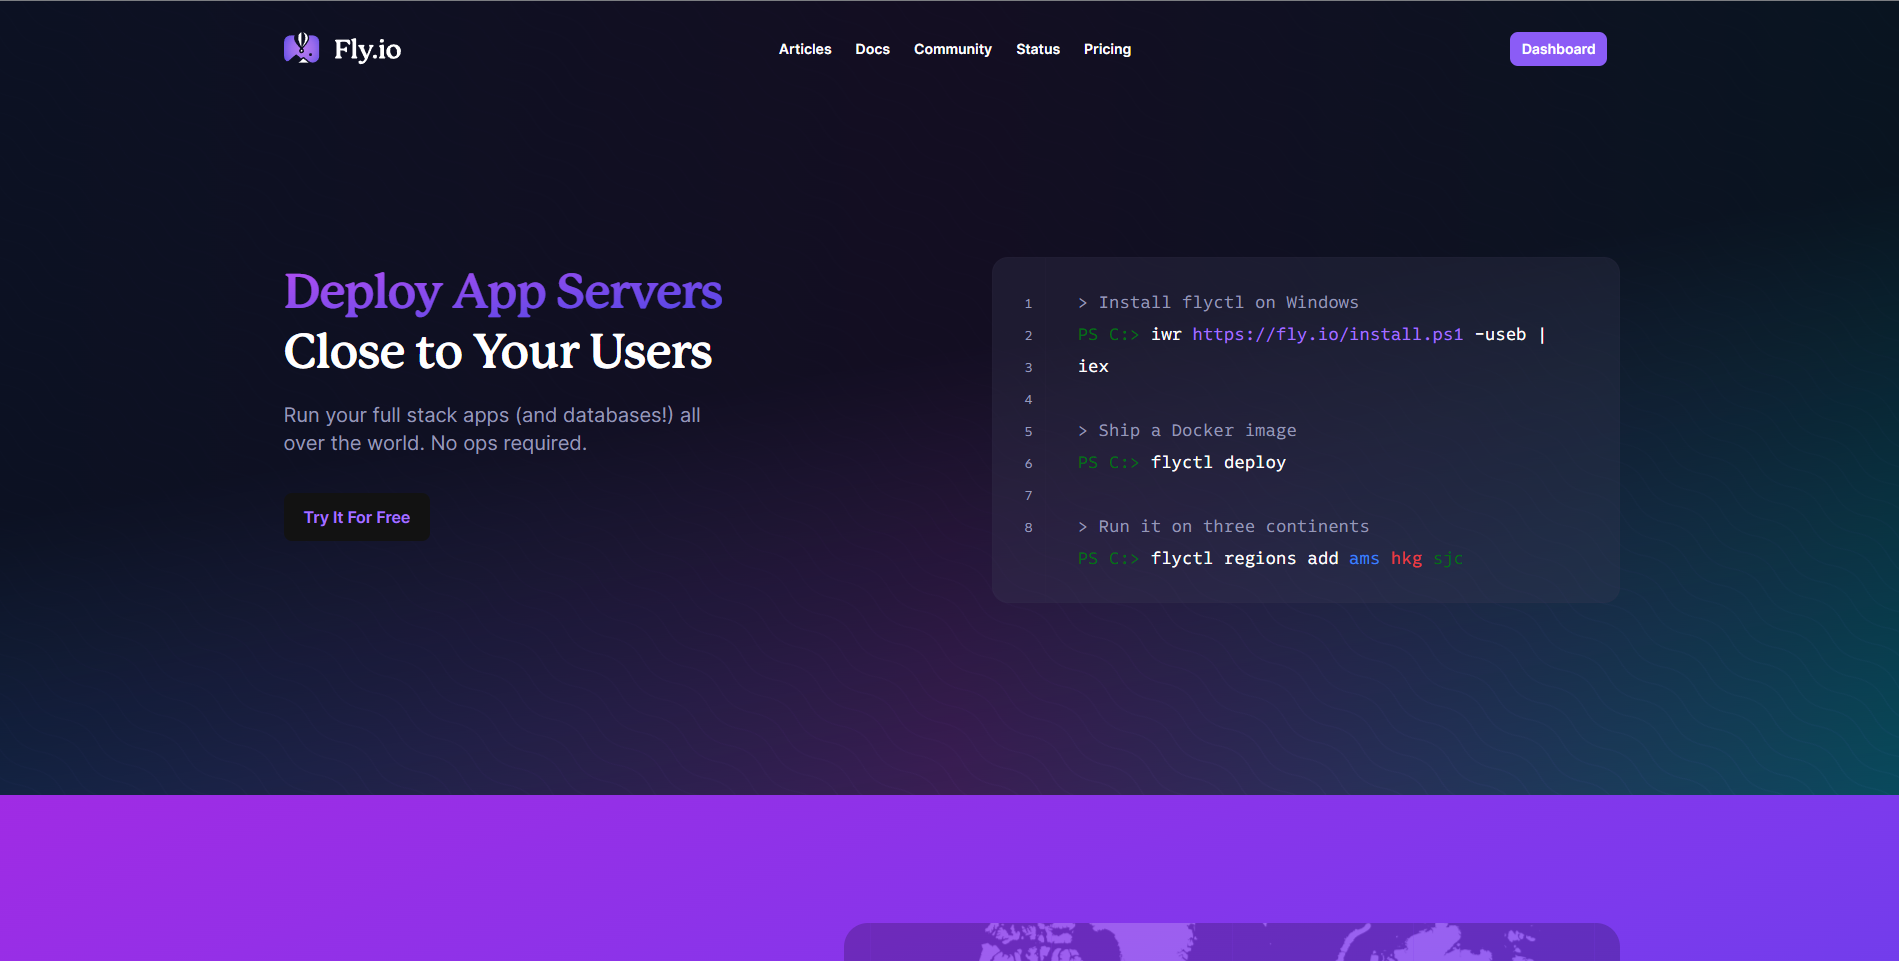 Fly.io
Articles Docs Community Status Pricing
Dashboard
Deploy App Servers
Close to Your Users
Run your full stack apps (and databases!) all
over the world. No ops required.
Try It For Free
1 > Install flyctl on Windows
2 PS C:> iwr https://fly.io/install.ps1 -useb |
3 iex
4
5 > Ship a Docker image
6 PS C:> flyctl deploy
7
8 > Run it on three continents
PS C:> flyctl regions add ams hkg sjc